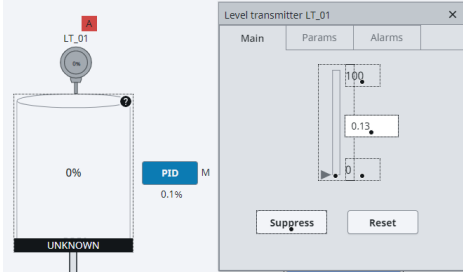 A
LT_01
0%
?
0%
UNKNOWN
PID
M
0.1%
Level transmitter LT_01
Main
Params
Alarms
100
0.13
0
Suppress
Reset